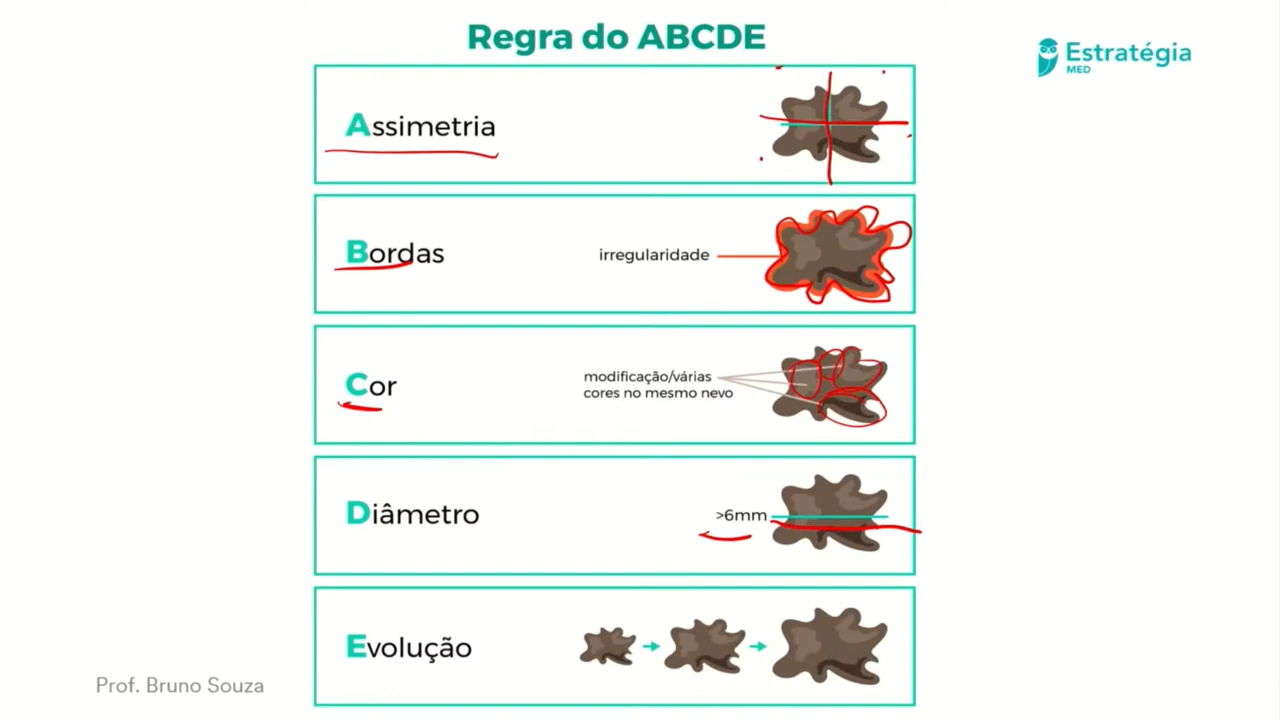 Regra do ABCDE
Estratégia
MED
Assimetria
Bordas
irregularidade
Cor
modificação/várias
cores no mesmo nevo
Diâmetro
>6mm
Evolução
Prof. Bruno Souza